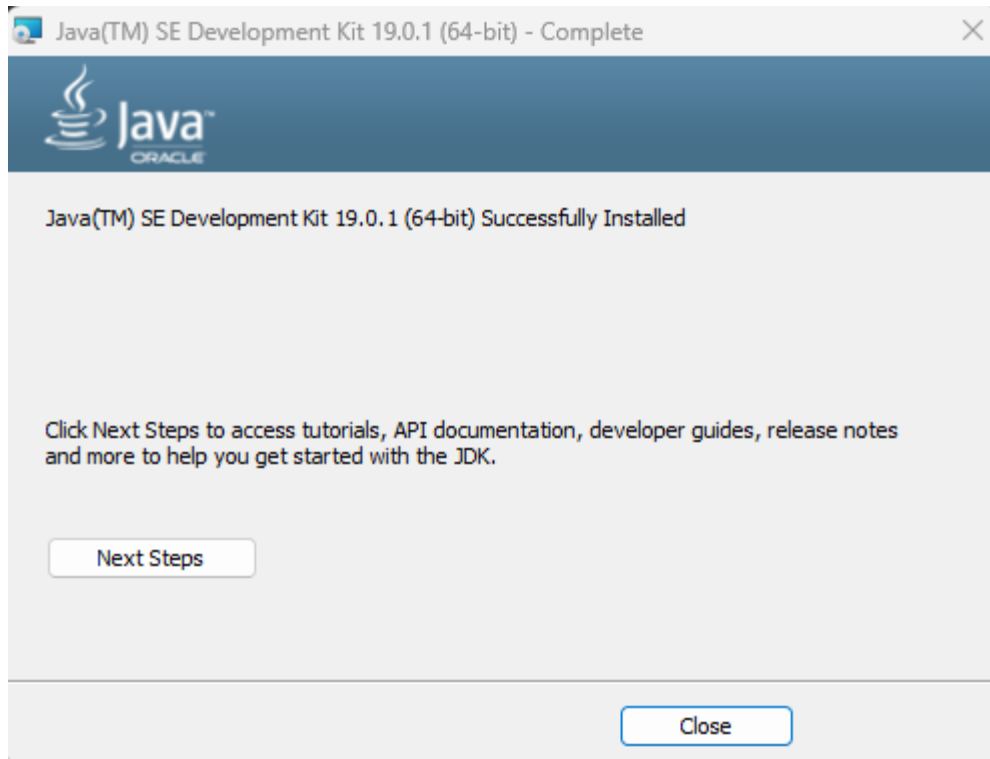 Java(TM) SE Development Kit 19.0.1 (64-bit) - Complete
Java™
ORACLE
Java(TM) SE Development Kit 19.0.1 (64-bit) Successfully Installed
Click Next Steps to access tutorials, API documentation, developer guides, release notes
and more to help you get started with the JDK.
Next Steps
Close